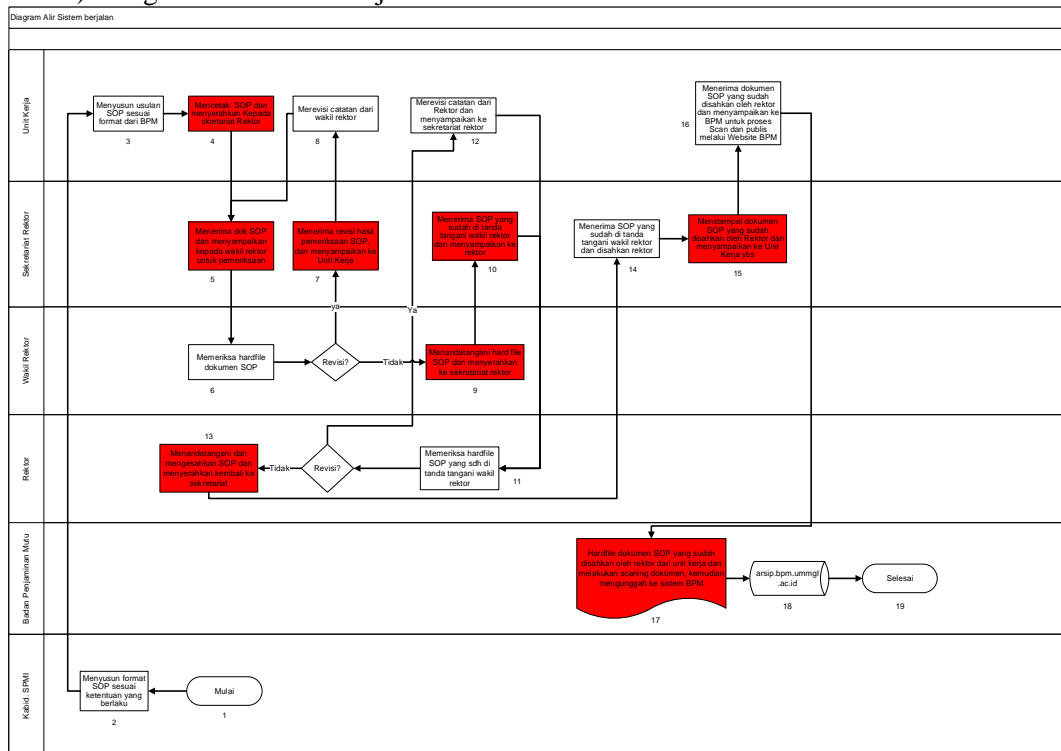 Diagram Alir Sistem berjalan
Unit Kerja
Menyusun usulan
SOP sesuai
format dari BPM
3
Mencetak SOP dan
menyerahkan Kepada
skretariat Rektor
4
Merevisi catatan dari
wakil rektor
8
Merevisi catatan dari
Rektor dan
menyampaikan ke
sekretariat rektor
12
Menerima dokumen
SOP yang sudah
disahkan oleh rektor
dan menyampaikan ke
BPM untuk proses
Scan dan publis
melalui Website BPM
16
Sekretariat Rektor
Menerima dok SOP
dan menyampaikan
kepada wakil rektor
untuk pemeriksaan
5
Menerima revisi hasil
pemeriksaan SOP,
dan menyampaikan ke
Unit Kerja
7
Menerima SOP yang
sudah di tanda
tangani wakil rektor
dan menyampaikan ke
rektor
10
Menerima SOP yang
sudah di tanda
tangani wakil rektor
dan disahkan rektor
14
Menstempel dokumen
SOP yang sudah
disahkan oleh Rektor dan
menyampaikan ke Unit
Kerja ybs
15
ya
Ya
Wakil Rektor
Memeriksa hardfile
dokumen SOP
6
Revisi?
Tidak
Menandatangani hard file
SOP dan menyerahkan
ke sekretariat rektor
9
Rektor
13
Menandatangani dan
mengesahkan SOP dan
menyerahkan kembali ke
sekretariat
Tidak
Revisi?
Memeriksa hardfile
SOP yang sdh di
tanda tangani wakil
rektor
11
Badan Penjaminan Mutu
Hardfile dokumen SOP yang sudah
disahkan oleh rektor dari unit kerja dan
melakukan scaning dokumen, kemudian
mengunggah ke sistem BPM
17
arsip.bpm.ummgl
.ac.id
18
Selesai
19
Kabid. SPMI
Menyusun format
SOP sesuai
ketentuan yang
berlaku
2
Mulai
1